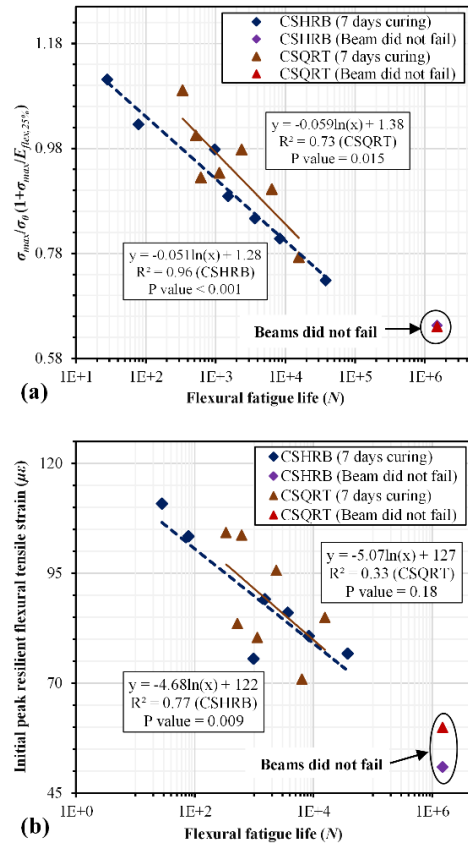 CSHRB (7 days curing)
CSHRB (Beam did not fail)
CSQRT (7 days curing)
CSQRT (Beam did not fail)
1.18
0.98
0.78
0.58
σmax/σ0 (1+σmax/Eflex,25%)
y = -0.059ln(x) + 1.38
R² = 0.73 (CSQRT)
P value = 0.015
y = -0.051ln(x) + 1.28
R² = 0.96 (CSHRB)
P value < 0.001
Beams did not fail
1E+1 1E+2 1E-3 1E+4 1E+5 1E+6
(a)
Flexural fatigue life (N)
CSHRB (7 days curing)
CSHRB (Beam did not fail)
CSQRT (7 days curing)
CSQRT (Beam did not fail)
120
95
70
45
Initial peak resilient flexural tensile strain (με)
y = -5.07ln(x) + 127
R² = 0.33 (CSQRT)
P value = 0.18
y = -4.68ln(x) + 122
R² = 0.77 (CSHRB)
P value = 0.009
Beams did not fail
1E+0 1E+2 1E-4 1E+6
(b)
Flexural fatigue life (N)